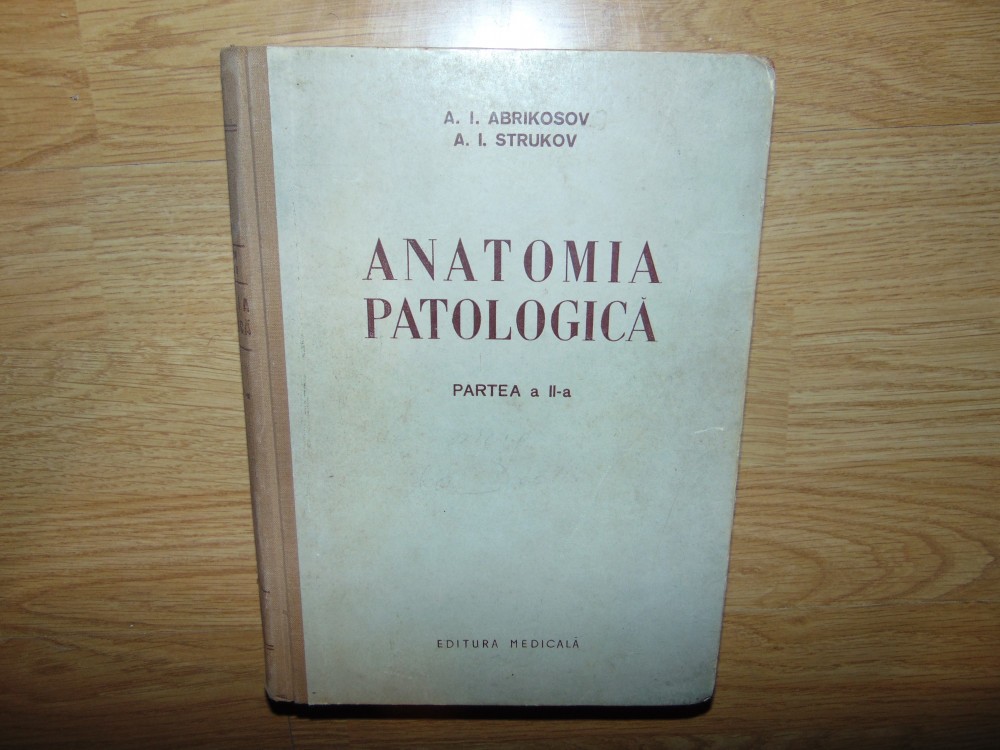 A. I. ABRIKOSOV
A. I. STRUKOV
ANATOMIA
PATOLOGICĂ
PARTEA a II-a
EDITURA MEDICALĂ